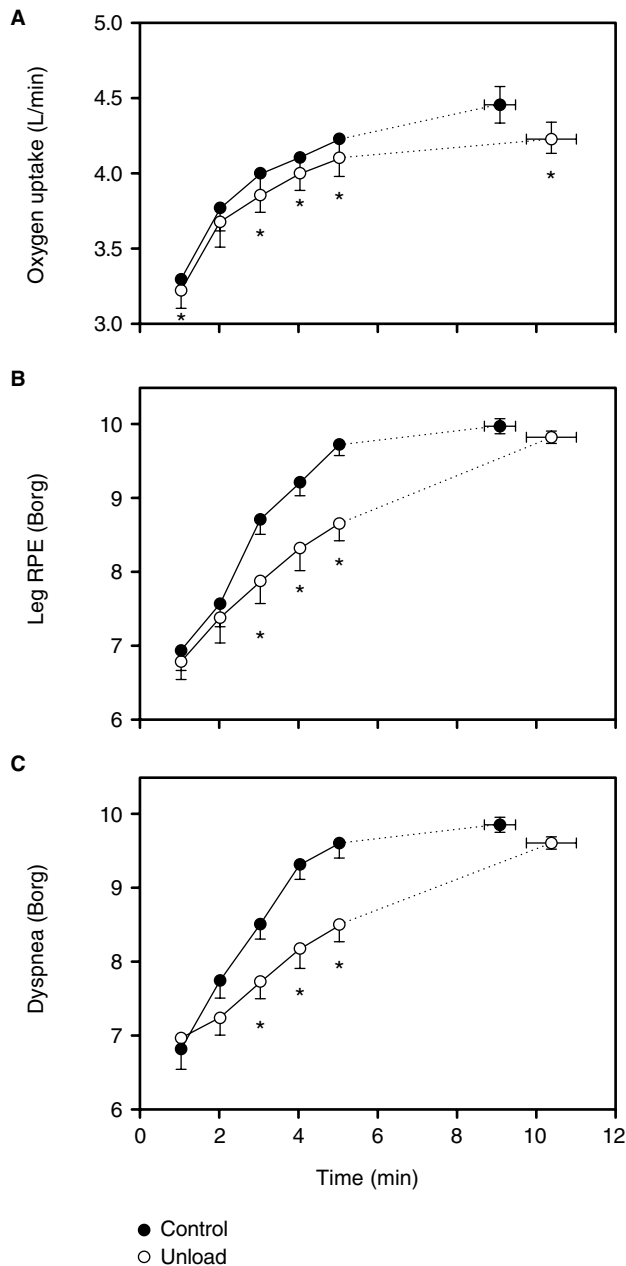 A
5.0
4.5
4.0
3.5
3.0
Oxygen uptake (L/min)
*
*
*
*
*
B
10
9
8
7
6
Leg RPE (Borg)
*
*
*
C
10
9
8
7
6
Dyspnea (Borg)
*
*
*
0 2 4 6 8 10 12
Time (min)
Control
Unload